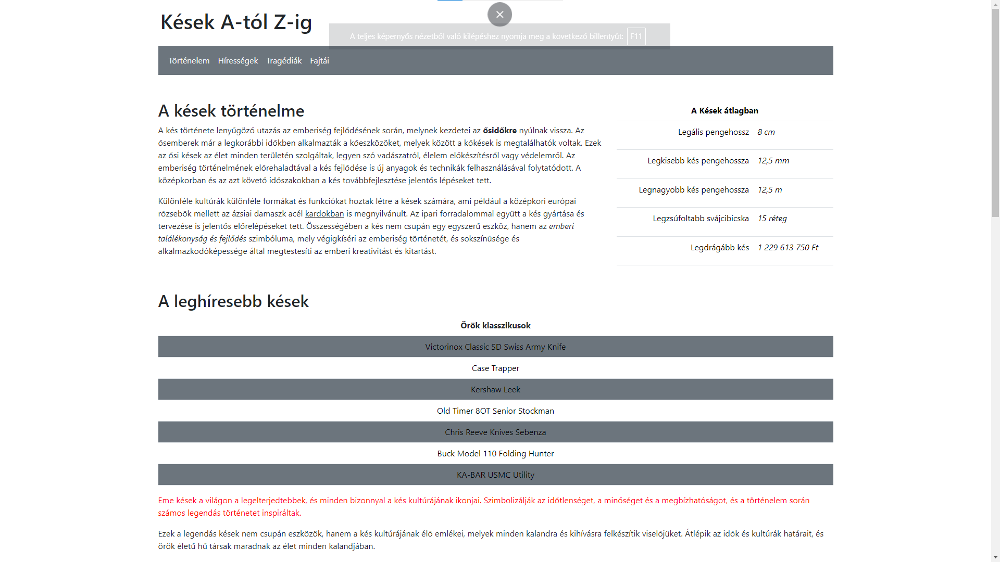 Kések A-tól Z-ig
A teljes képernyős nézetből való kilépéshez nyomja meg a következő billentyűt: F11
Történelem Hírességek Tragédiák Fajtái
A kések történelme
A kés története lenyűgöző utazás az emberiség fejlődésének során, melynek kezdetei az ősidőkre nyúlnak vissza. Az
ősemberek már a legkorábbi időkben alkalmazták a kőeszközöket, melyek között a kőkések is megtalálhatók voltak. Ezek
az ősi kések az élet minden területén szolgáltak, legyen szó vadászatról, élelem előkészítésről vagy védelemről. Az
emberiség történelmének előrehaladtával a kés fejlődése is új anyagok és technikák felhasználásával folytatódott. A
középkorban és az azt követő időszakokban a kés továbbfejlesztése jelentős lépéseket tett.
Különféle kultúrák különféle formákat és funkciókat hoztak létre a kések számára, ami például a középkori európai
rőzsebök mellett az ázsiai damaszk acél kardokban is megnyilvánult. Az ipari forradalommal együtt a kés gyártása és
tervezése is jelentős előrelépéseket tett. Összességében a kés nem csupán egy egyszerű eszköz, hanem az emberi
találékonyság és fejlődés szimbóluma, mely végigkíséri az emberiség történetét, és sokszínűsége és
alkalmazkodóképessége által megtestesíti az emberi kreativitást és kitartást.
A Kések átlagban
Legális pengehossz 8 cm
Legkisebb kés pengehossza 12,5 mm
Legnagyobb kés pengehossza 12,5 m
Legzsúfoltabb svájcibicska 15 réteg
Legdrágább kés 1 229 613 750 Ft
A leghíresebb kések
Örök klasszikusok
Victorinox Classic SD Swiss Army Knife
Case Trapper
Kershaw Leek
Old Timer 8OT Senior Stockman
Chris Reeve Knives Sebenza
Buck Model 110 Folding Hunter
KA-BAR USMC Utility
Eme kések a világon a legelterjedtebbek, és minden bizonnyal a kés kultúrájának ikonjai. Szimbolizálják az időtlenséget, a minőséget és a megbízhatóságot, és a történelem során
számos legendás történetet inspiráltak.
Ezek a legendás kések nem csupán eszközök, hanem a kés kultúrájának élő emlékei, melyek minden kalandra és kihívásra felkészítik viselőjüket. Átlépik az idők és kultúrák határait, és
örök életű hű társak maradnak az élet minden kalandjában.